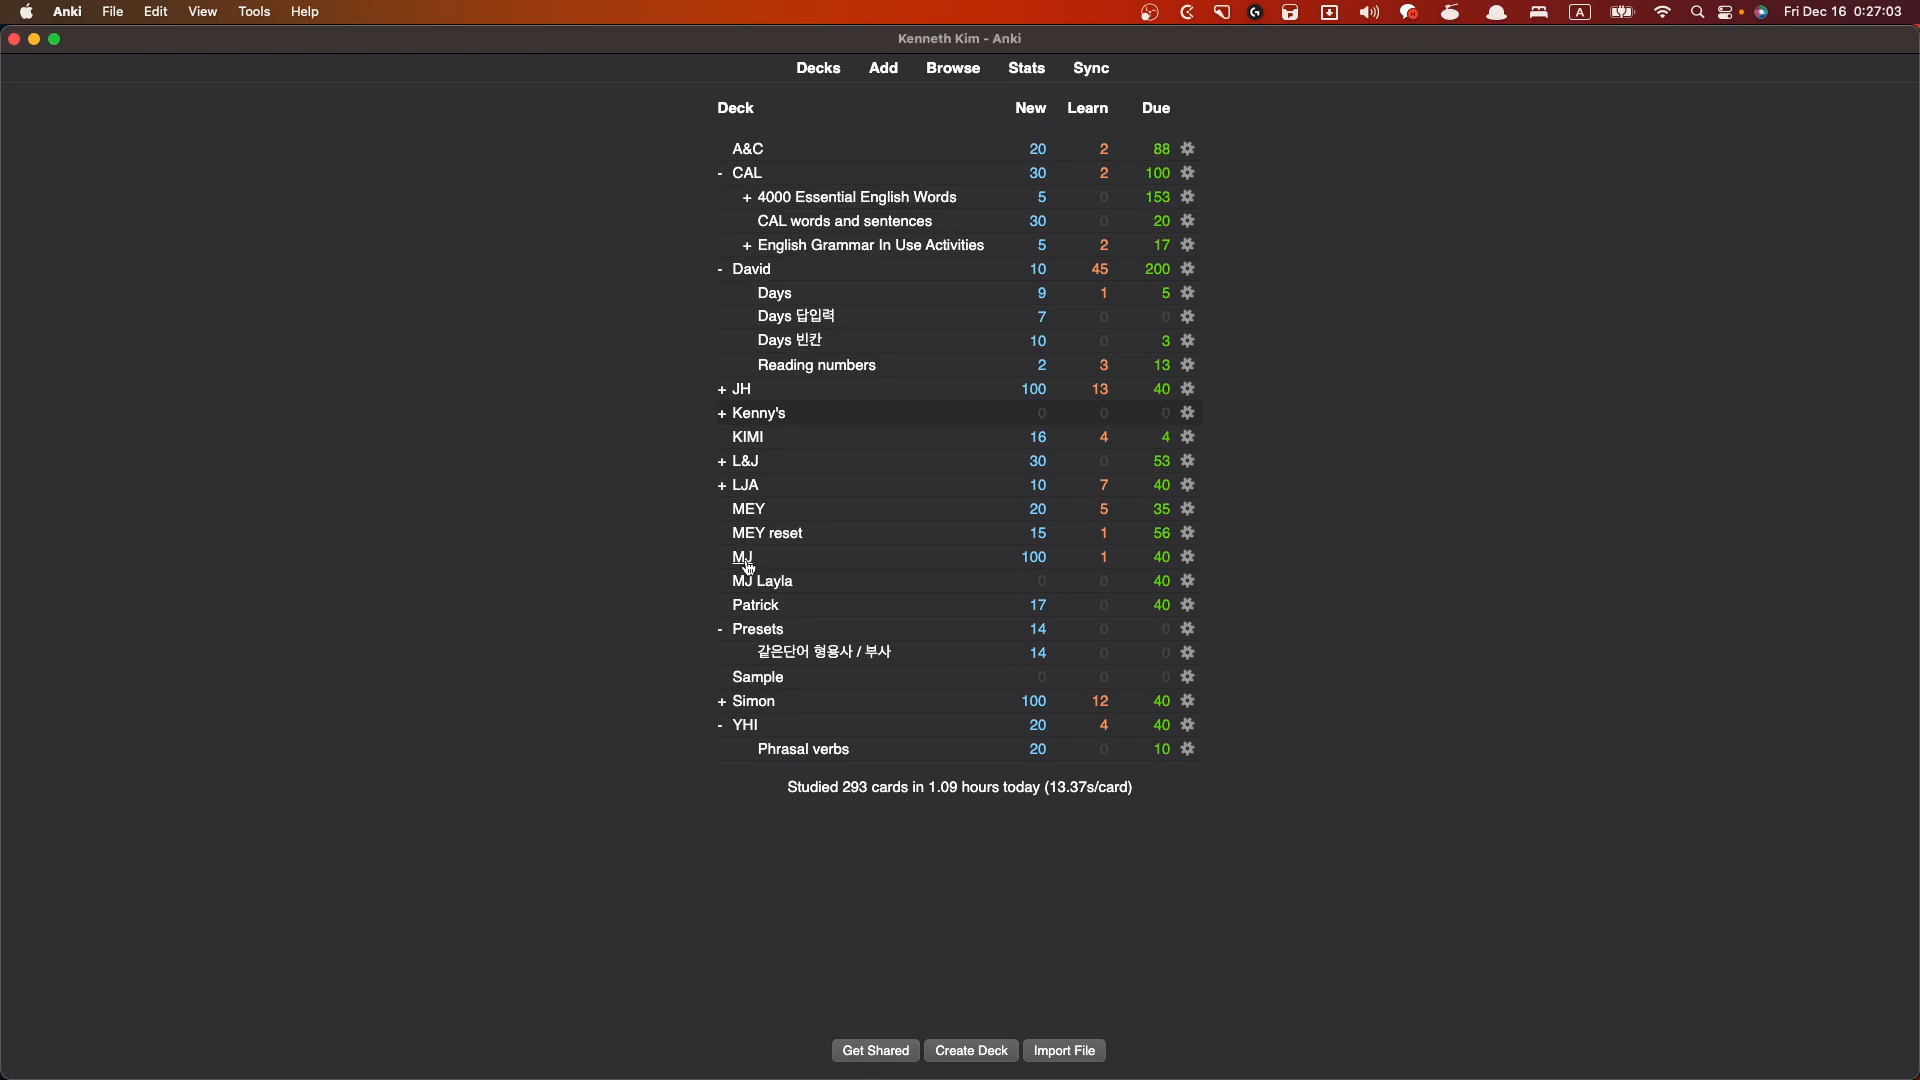 Anki File Edit View Tools Help A Fri Dec 16 0:27:03
Kenneth Kim - Anki
Decks Add Browse Stats Sync
Deck New Learn Due
A&C 20 2 88
- CAL 30 2 100
+ 4000 Essential English Words 5 0 153
CAL words and sentences 30 0 20
+ English Grammar In Use Activities 5 2 17
- David 10 45 200
Days 9 1 5
Days 답입력 7 0 0
Days 빈칸 10 0 3
Reading numbers 2 3 13
+ JH 100 13 40
+ Kenny's 0 0 0
KIMI 16 4 4
+ L&J 30 0 53
+ LJA 10 7 40
MEY 20 5 35
MEY reset 15 1 56
MJ 100 1 40
MJ Layla 0 0 40
Patrick 17 0 40
- Presets 14 0 0
같은단어 형용사 / 부사 14 0 0
Sample 0 0 0
+ Simon 100 12 40
- YHI 20 4 40
Phrasal verbs 20 0 10
Studied 293 cards in 1.09 hours today (13.37s/card)
Get Shared Create Deck Import File